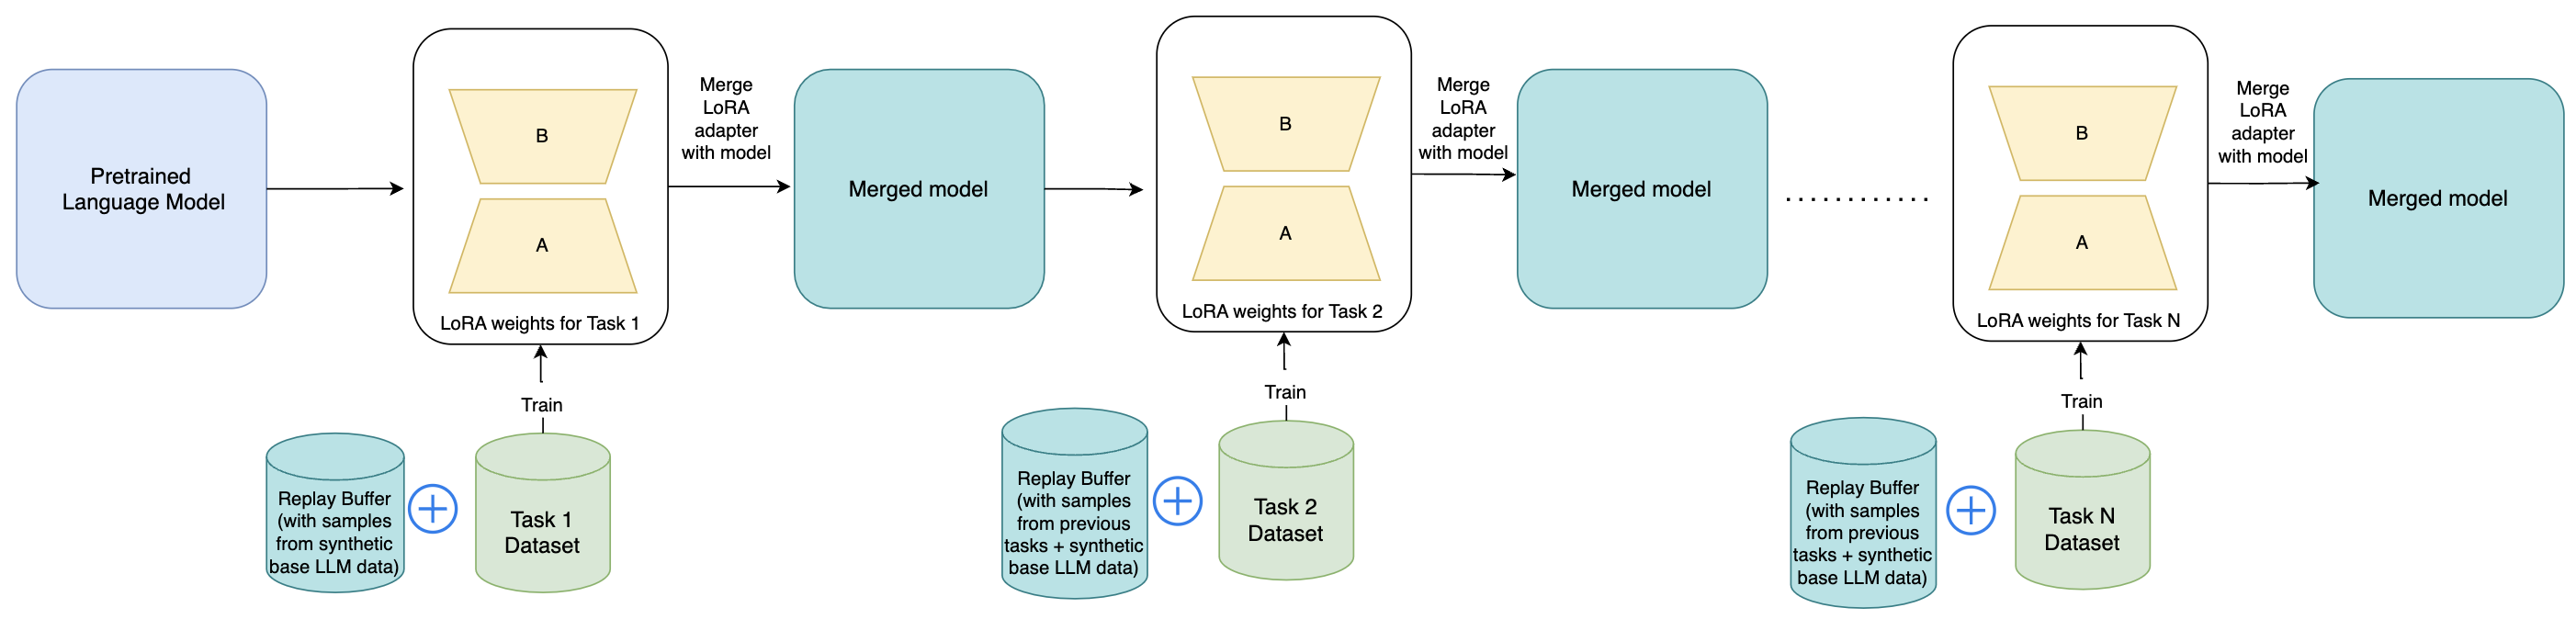 Pretrained
Language Model
B
A
LoRA weights for Task 1
Train
Replay Buffer
(with samples
from synthetic
base LLM data)
Task 1
Dataset
Merge
LoRA
adapter
with model
Merged model
B
A
LoRA weights for Task 2
Train
Replay Buffer
(with samples
from previous
tasks + synthetic
base LLM data)
Task 2
Dataset
Merge
LoRA
adapter
with model
Merged model
............
B
A
LoRA weights for Task N
Train
Replay Buffer
(with samples
from previous
tasks + synthetic
base LLM data)
Task N
Dataset
Merge
LoRA
adapter
with model
Merged model